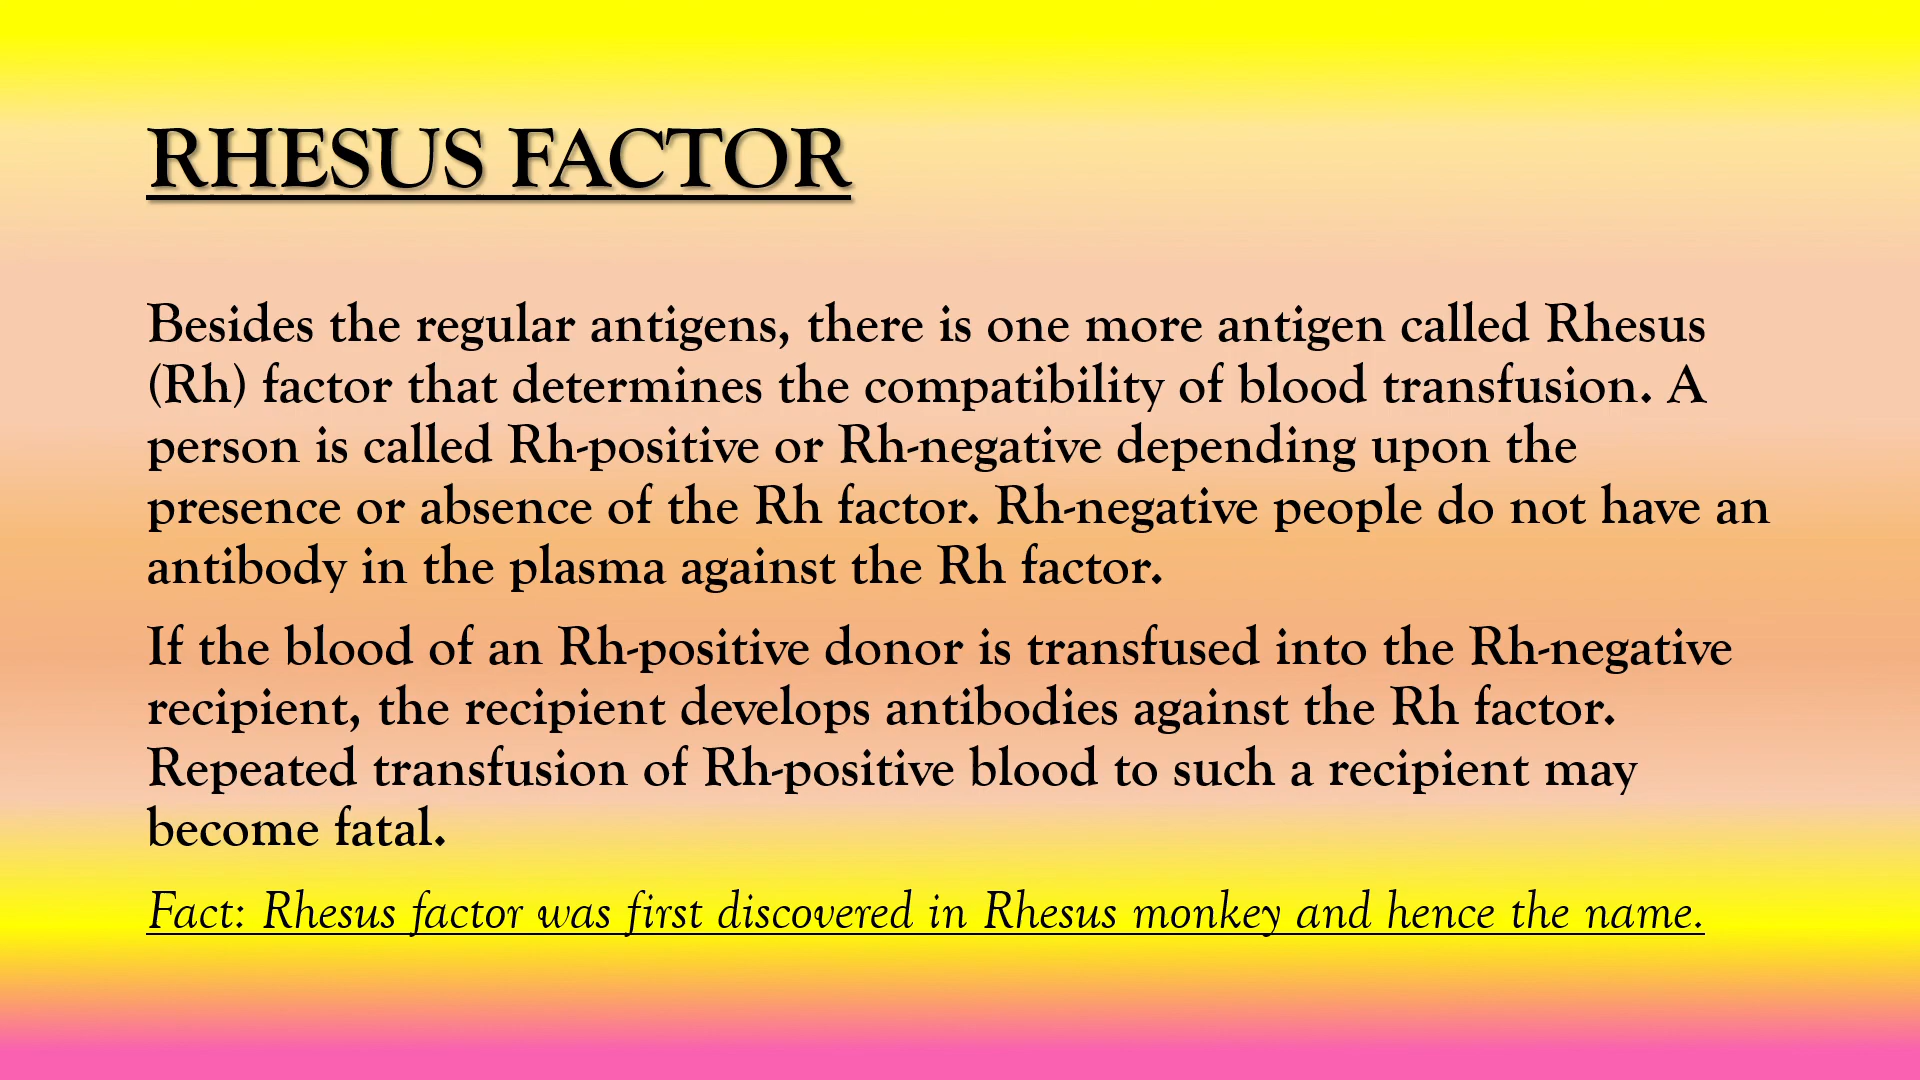 RHESUS FACTOR
Besides the regular antigens, there is one more antigen called Rhesus
(Rh) factor that determines the compatibility of blood transfusion. A
person is called Rh-positive or Rh-negative depending upon the
presence or absence of the Rh factor. Rh-negative people do not have an
antibody in the plasma against the Rh factor.
If the blood of an Rh-positive donor is transfused into the Rh-negative
recipient, the recipient develops antibodies against the Rh factor.
Repeated transfusion of Rh-positive blood to such a recipient may
become fatal.
Fact: Rhesus factor was first discovered in Rhesus monkey and hence the name.